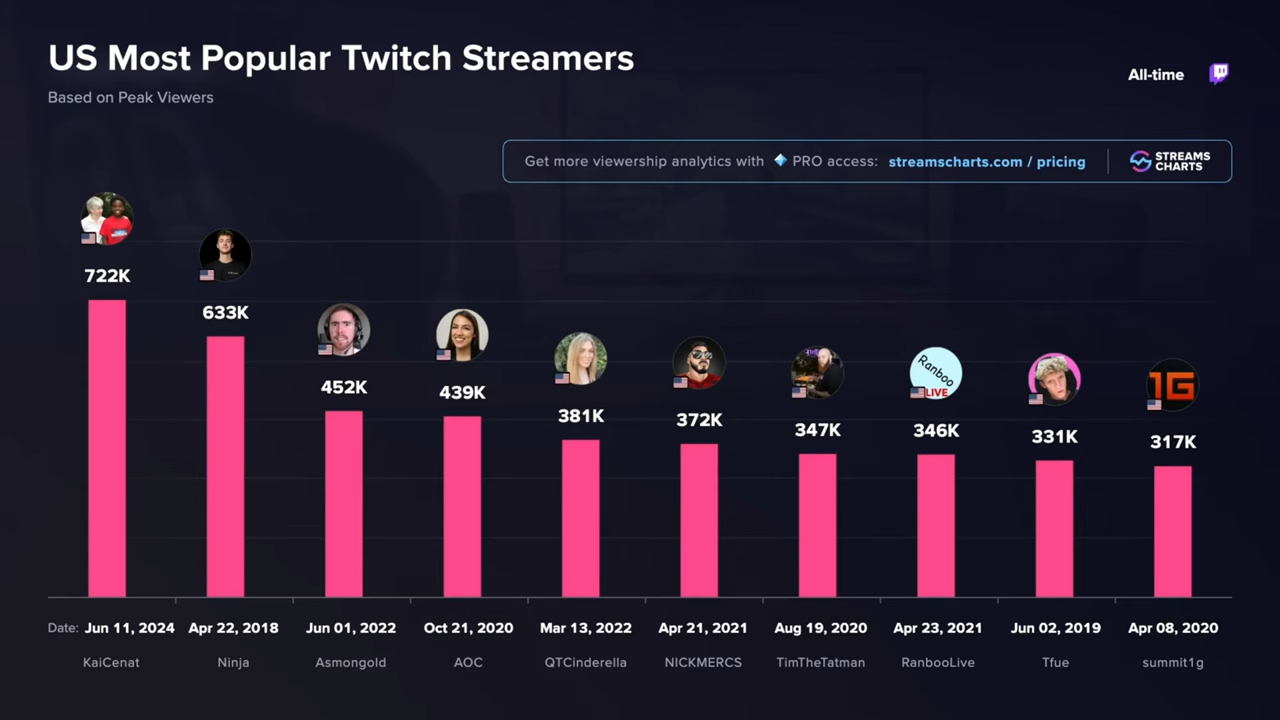 US Most Popular Twitch Streamers
Based on Peak Viewers
All-time
Get more viewership analytics with PRO access: streamscharts.com / pricing
STREAMS
CHARTS
722K
633K
452K
439K
381K
372K
347K
346K
331K
317K
Ranboo
LIVE
1G
Date: Jun 11, 2024 Apr 22, 2018 Jun 01, 2022 Oct 21, 2020 Mar 13, 2022 Apr 21, 2021 Aug 19, 2020 Apr 23, 2021 Jun 02, 2019 Apr 08, 2020
KaiCenat Ninja Asmongold AOC QTCinderella NICKMERCS TimTheTatman RanbooLive Tfue summit1g